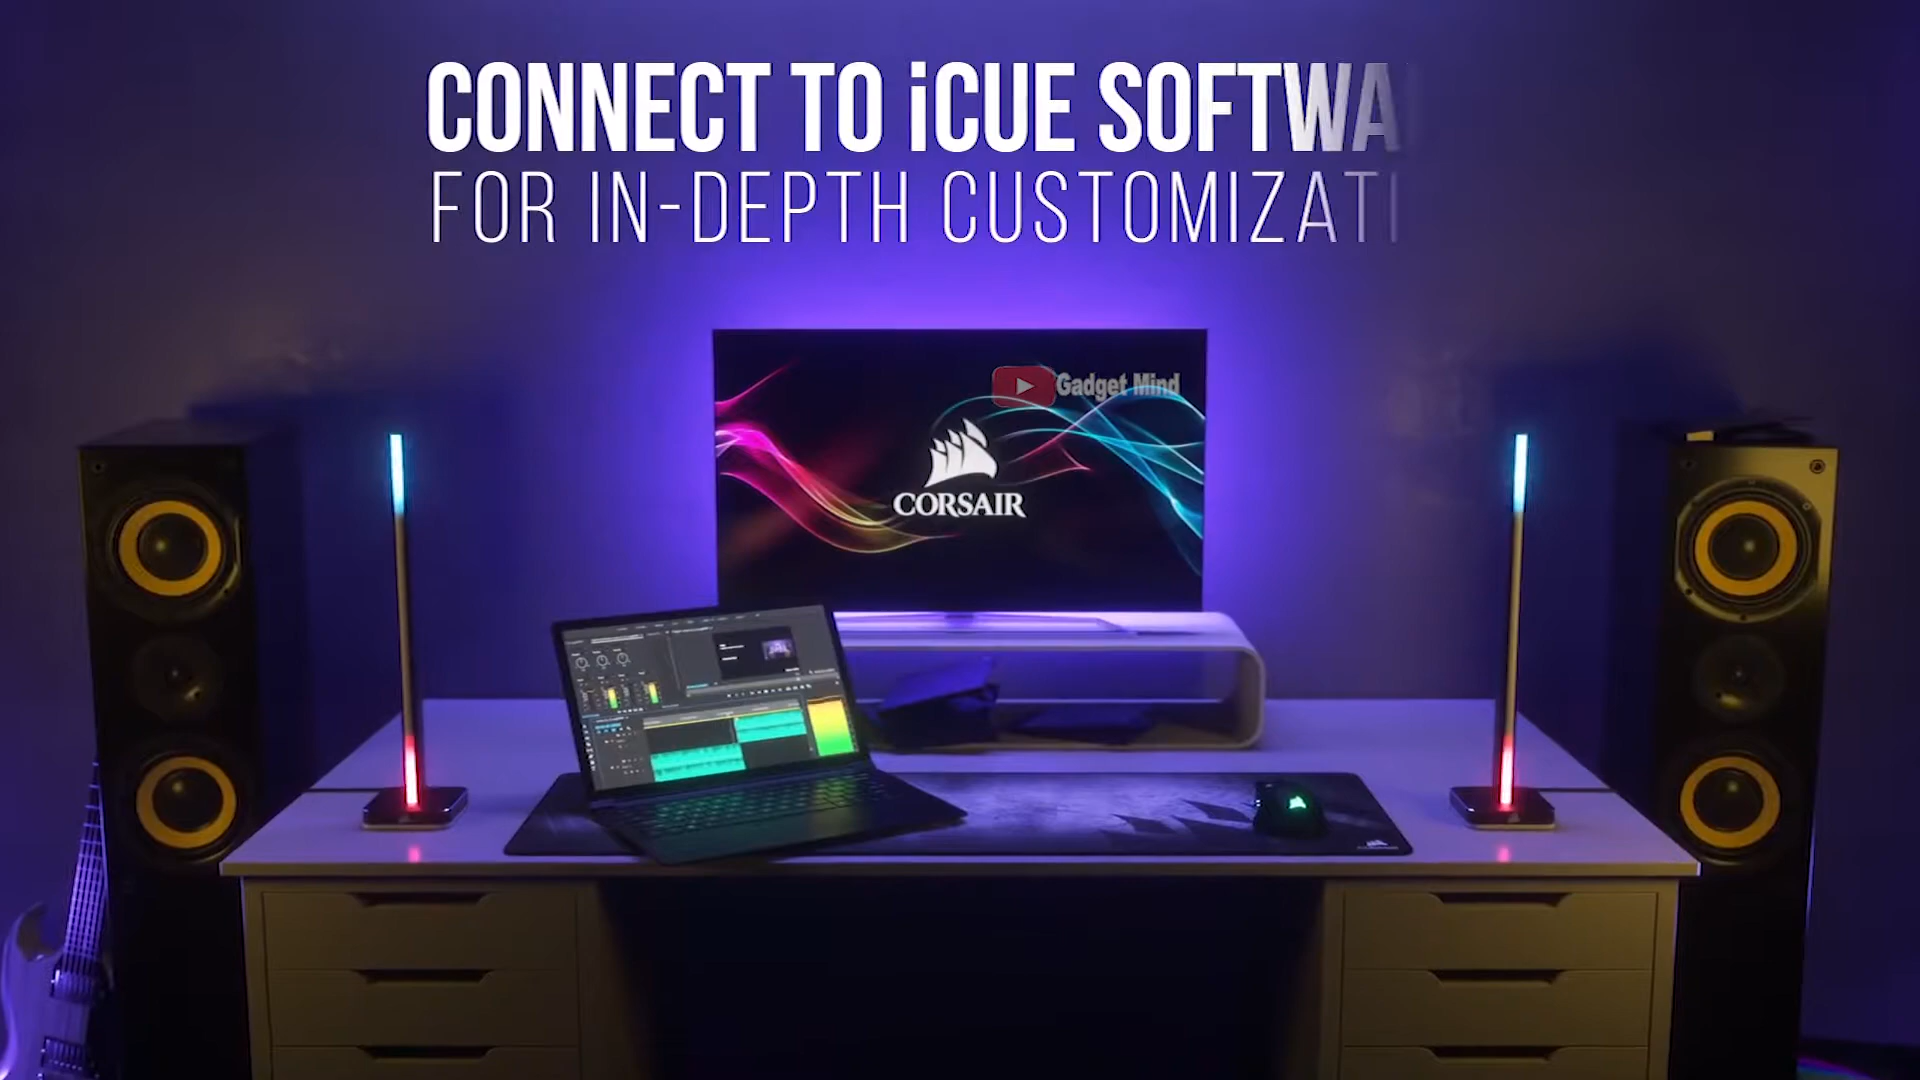 CONNECT TO iCUE SOFTWA
FOR IN-DEPTH CUSTOMIZATI
Gadget Mind
CORSAIR